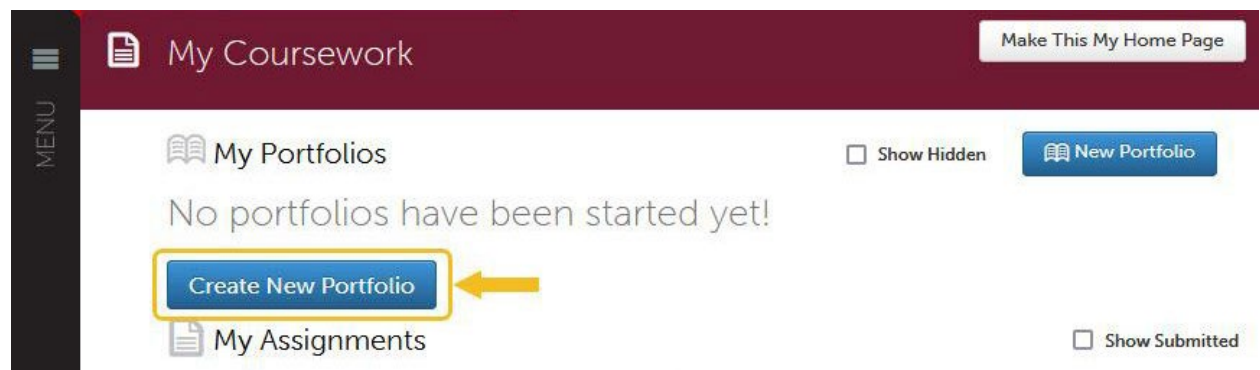 MENU
My Coursework
Make This My Home Page
My Portfolios
Show Hidden
New Portfolio
No portfolios have been started yet!
Create New Portfolio
My Assignments
Show Submitted